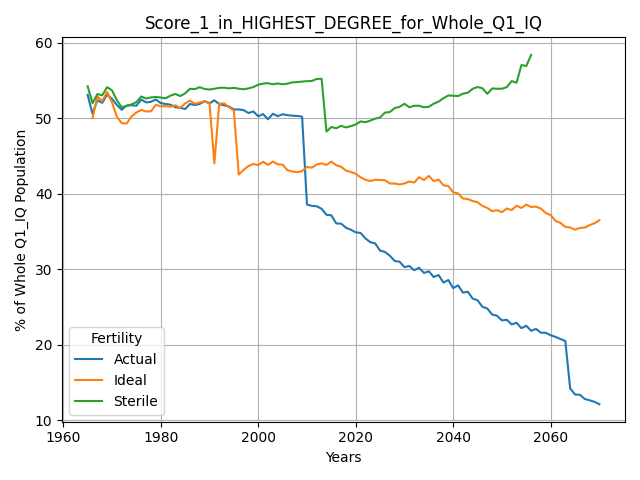 Score_1_in_HIGHEST_DEGREE_for_Whole_Q1_IQ
60
50
40
30
20
10
% of Whole Q1_IQ Population
Fertility
Actual
Ideal
Sterile
1960 1980 2000 2020 2040 2060
Years